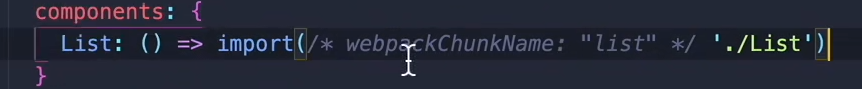 components: {
List: () => import(/* webpackChunkName: "list" */ './List')
}